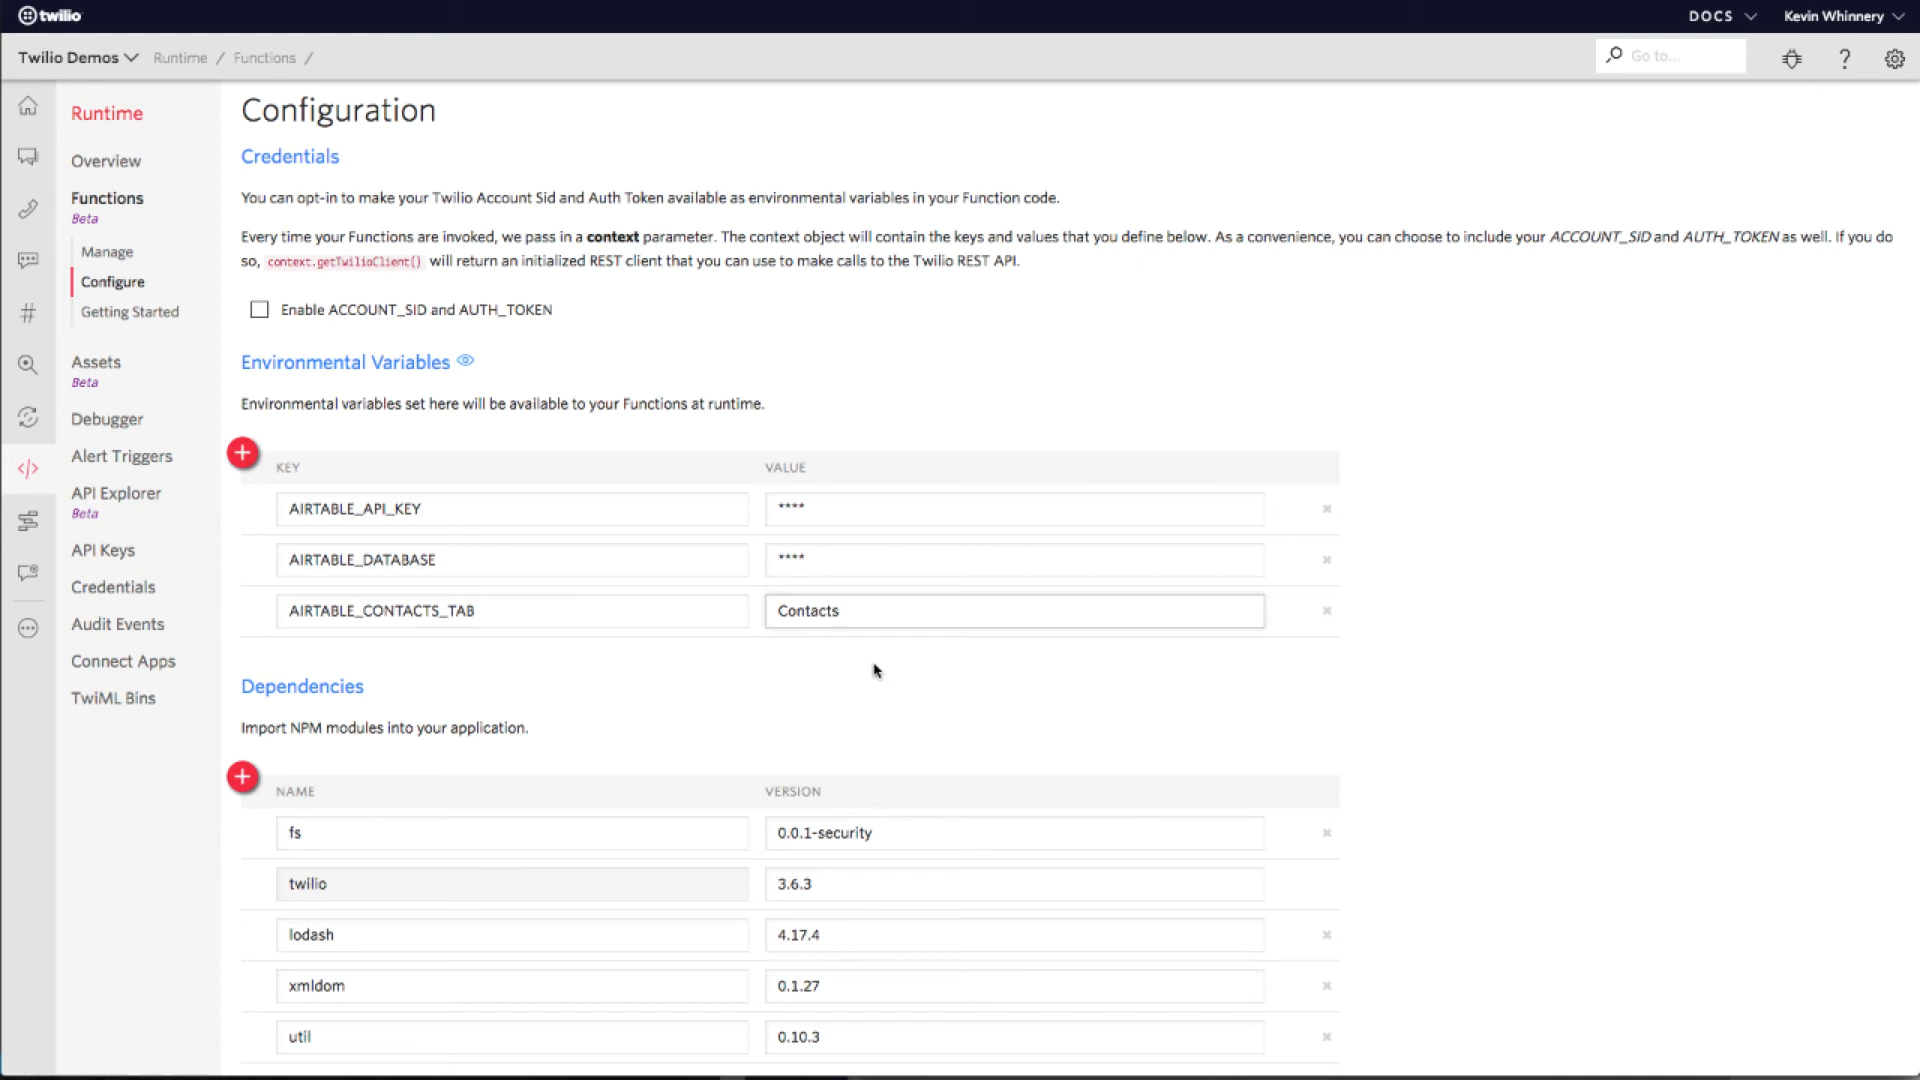 twilio
DOCS
Kevin Whinnery
Twilio Demos
Runtime / Functions /
Go to...
Runtime
Overview
Functions
Beta
Manage
Configure
Getting Started
Assets
Beta
Debugger
Alert Triggers
API Explorer
Beta
API Keys
Credentials
Audit Events
Connect Apps
TwiML Bins
Configuration
Credentials
You can opt-in to make your Twilio Account Sid and Auth Token available as environmental variables in your Function code.
Every time your Functions are invoked, we pass in a context parameter. The context object will contain the keys and values that you define below. As a convenience, you can choose to include your ACCOUNT_SID and AUTH_TOKEN as well. If you do
so, context.getTwilioClient() will return an initialized REST client that you can use to make calls to the Twilio REST API.
Enable ACCOUNT_SID and AUTH_TOKEN
Environmental Variables
Environmental variables set here will be available to your Functions at runtime.
KEY VALUE
AIRTABLE_API_KEY ****
AIRTABLE_DATABASE ****
AIRTABLE_CONTACTS_TAB Contacts
Dependencies
Import NPM modules into your application.
NAME VERSION
fs 0.0.1-security
twilio 3.6.3
lodash 4.17.4
xmldom 0.1.27
util 0.10.3